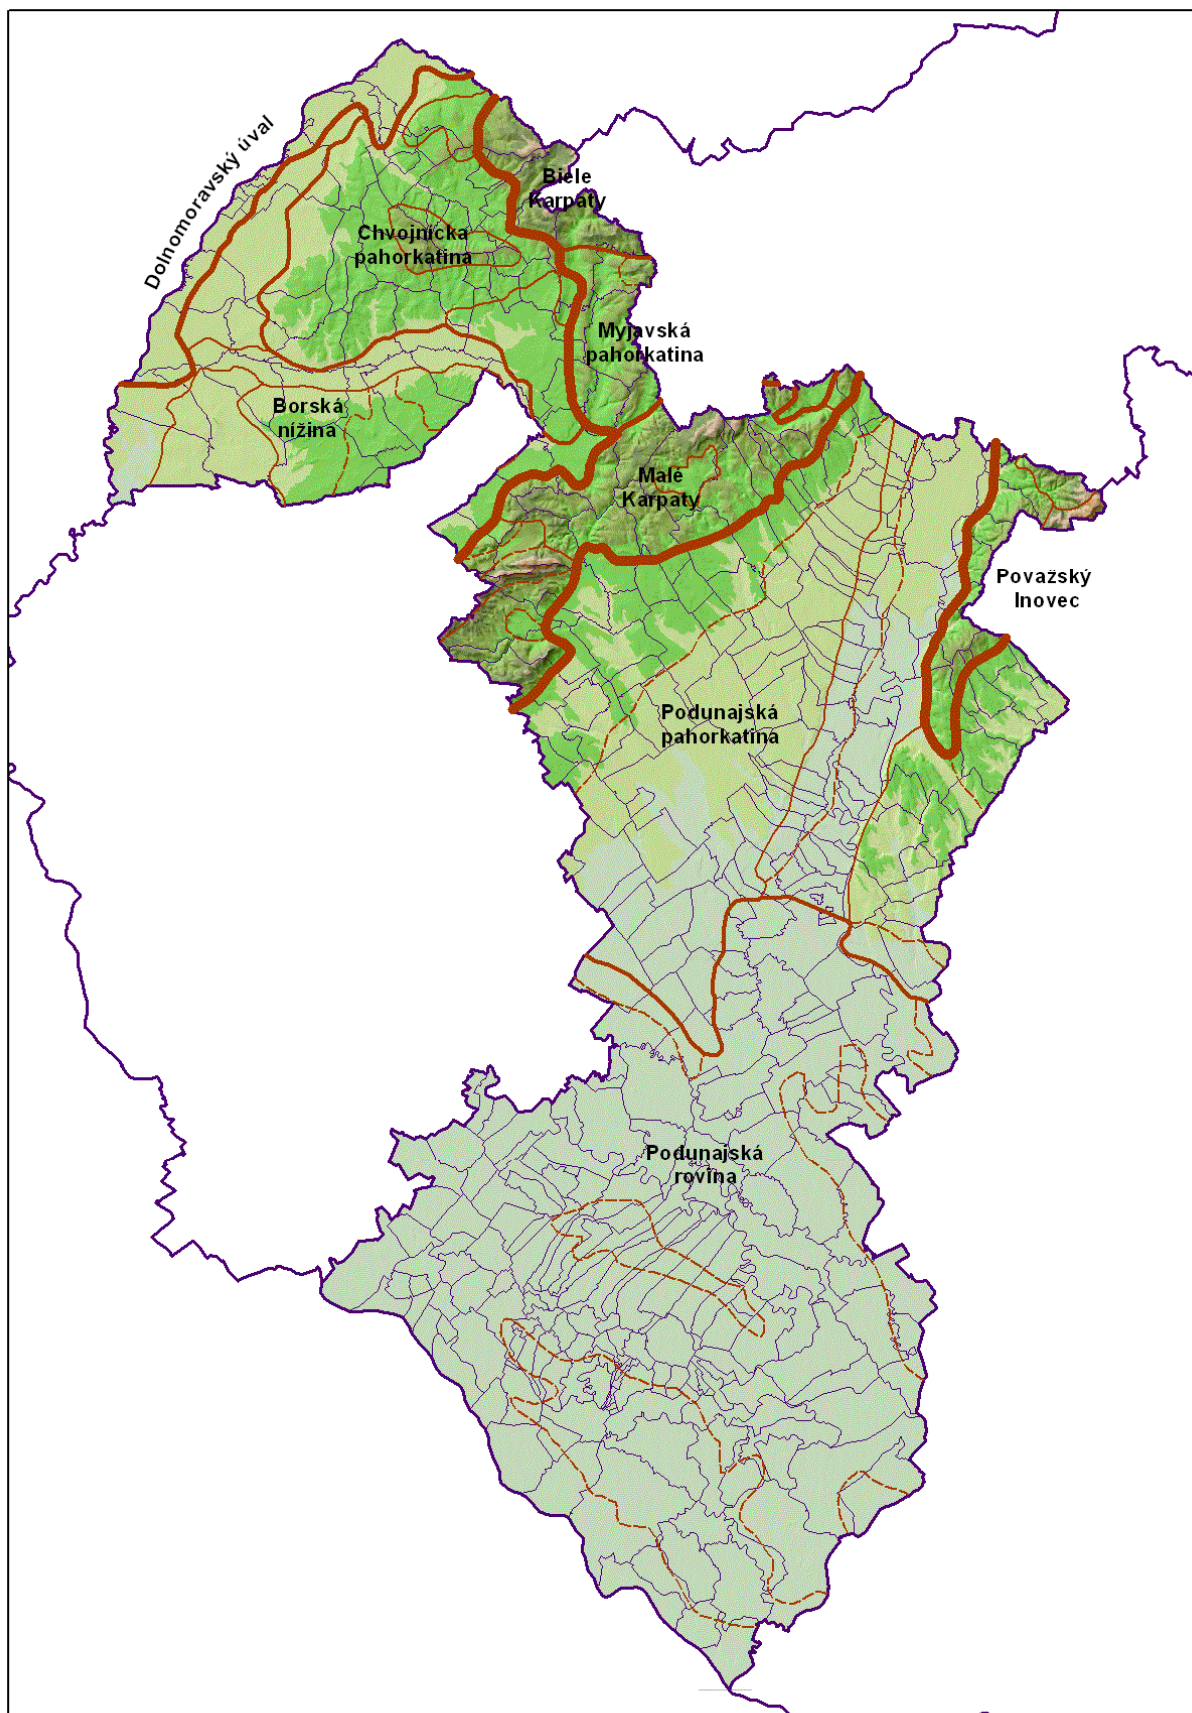 Dolnomoravský úval
Biele
Karpaty
Chvojnícka
pahorkatina
Myjavská
pahorkatina
Borská
nížina
Malé
Karpaty
Považský
Inovec
Podunajská
pahorkatina
Podunajská
rovina